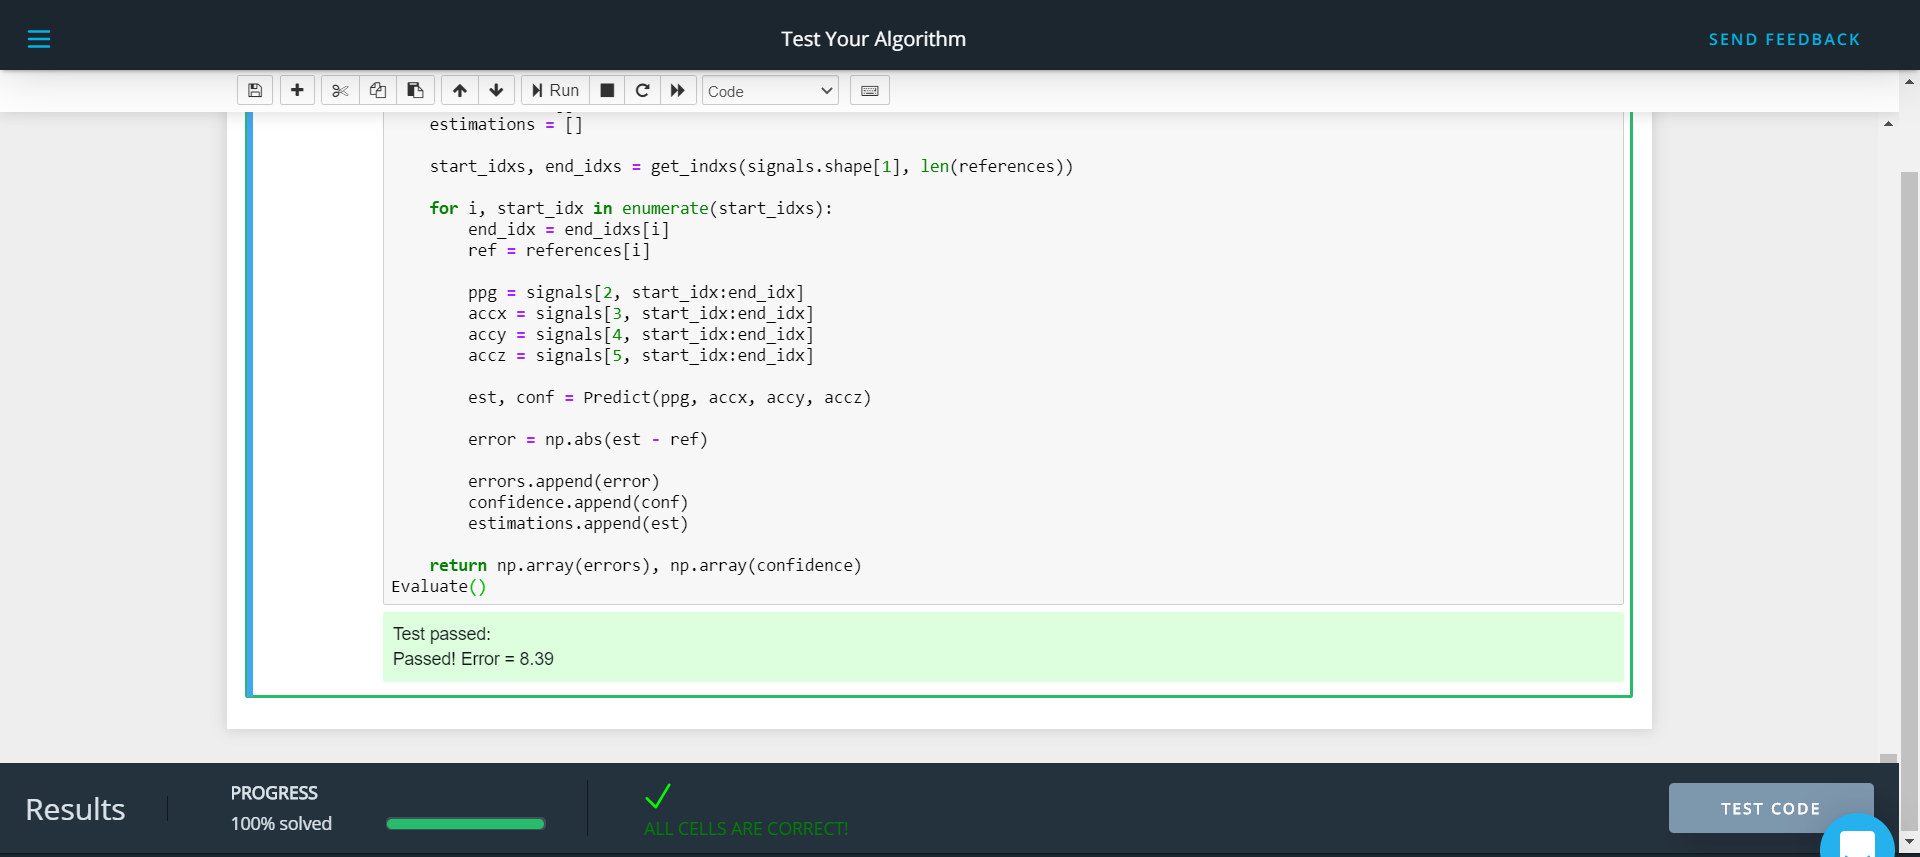 Test Your Algorithm
SEND FEEDBACK
Run
Code
estimations = []
start_idxs, end_idxs = get_indxs(signals.shape[1], len(references))
for i, start_idx in enumerate(start_idxs):
end_idx = end_idxs[i]
ref = references[i]
ppg = signals[2, start_idx:end_idx]
accx = signals[3, start_idx:end_idx]
accy = signals[4, start_idx:end_idx]
accz = signals[5, start_idx:end_idx]
est, conf = Predict(ppg, accx, accy, accz)
error = np.abs(est - ref)
errors.append(error)
confidence.append(conf)
estimations.append(est)
return np.array(errors), np.array(confidence)
Evaluate()
Test passed:
Passed! Error = 8.39
Results
PROGRESS
100% solved
ALL CELLS ARE CORRECT!
TEST CODE